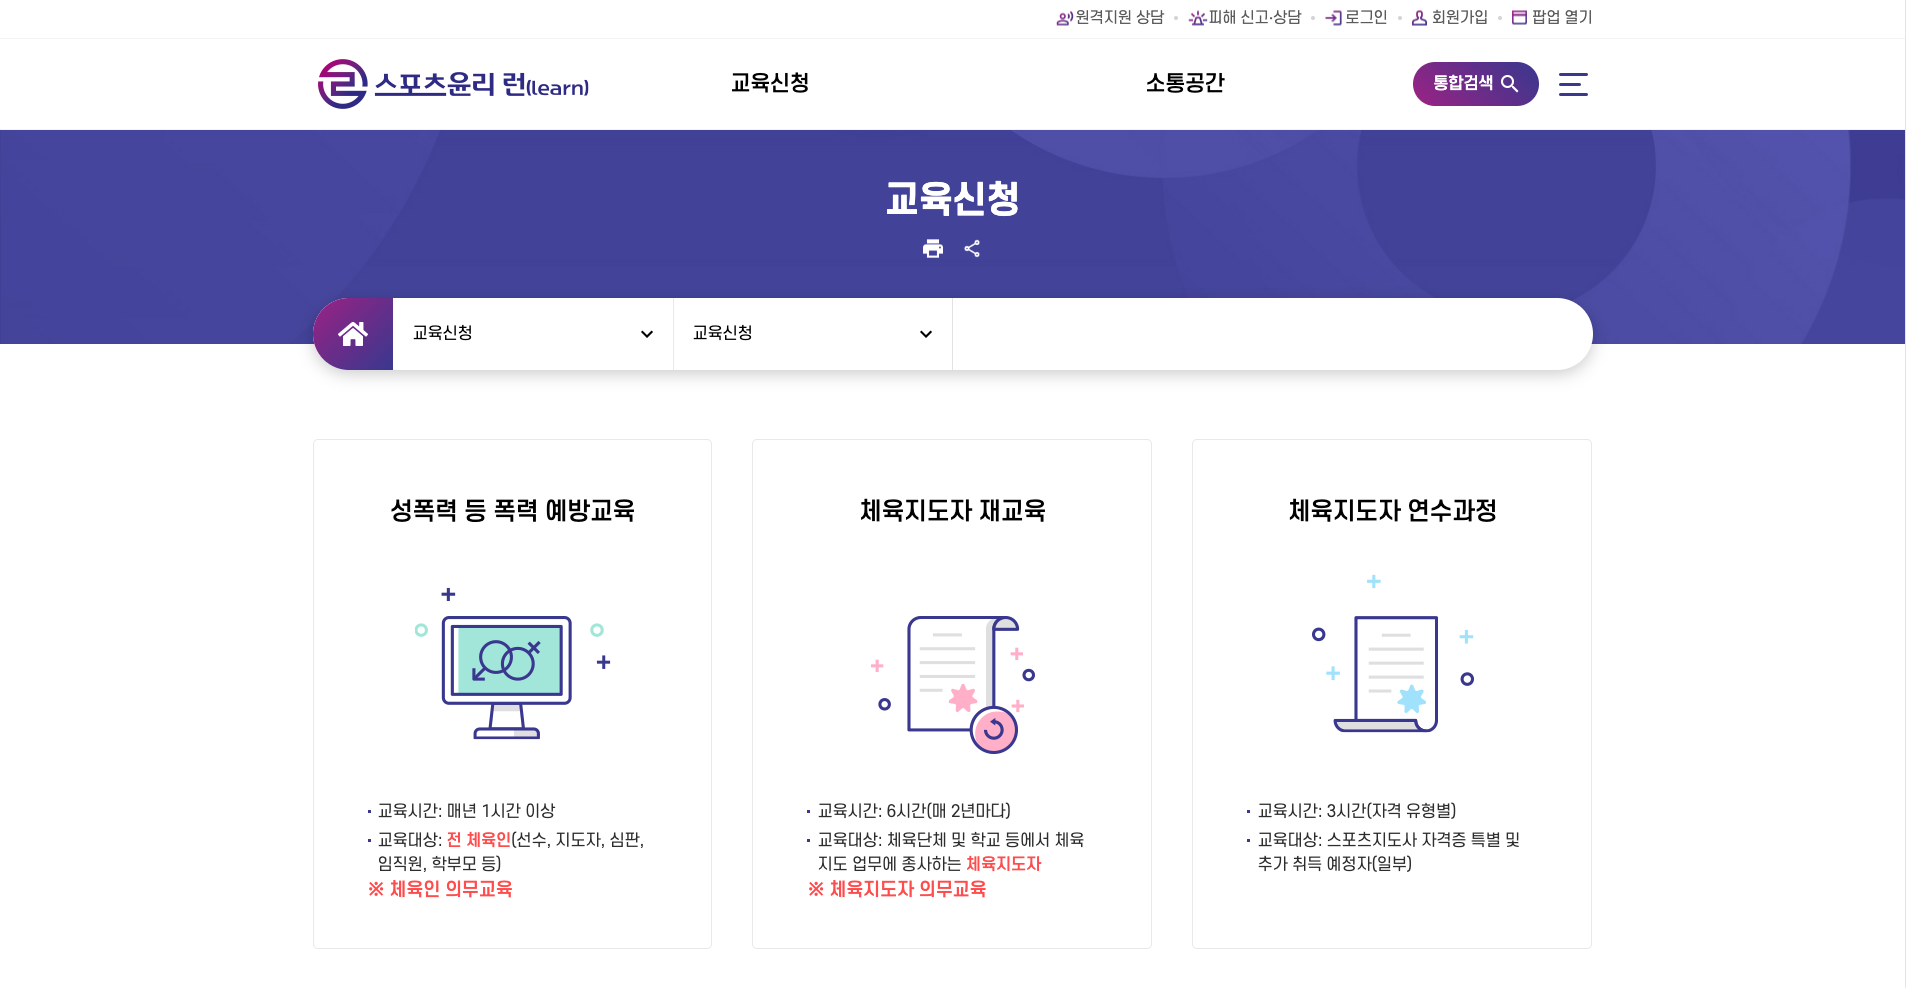 원격지원 상담 피해 신고·상담 로그인 회원가입 팝업 열기
스포츠윤리 런(learn) 교육신청 소통공간 통합검색
교육신청
교육신청 교육신청
성폭력 등 폭력 예방교육
교육시간: 매년 1시간 이상
교육대상: 전 체육인(선수, 지도자, 심판,
임직원, 학부모 등)
※ 체육인 의무교육
체육지도자 재교육
교육시간: 6시간(매 2년마다)
교육대상: 체육단체 및 학교 등에서 체육
지도 업무에 종사하는 체육지도자
※ 체육지도자 의무교육
체육지도자 연수과정
교육시간: 3시간(자격 유형별)
교육대상: 스포츠지도사 자격증 특별 및
추가 취득 예정자(일부)